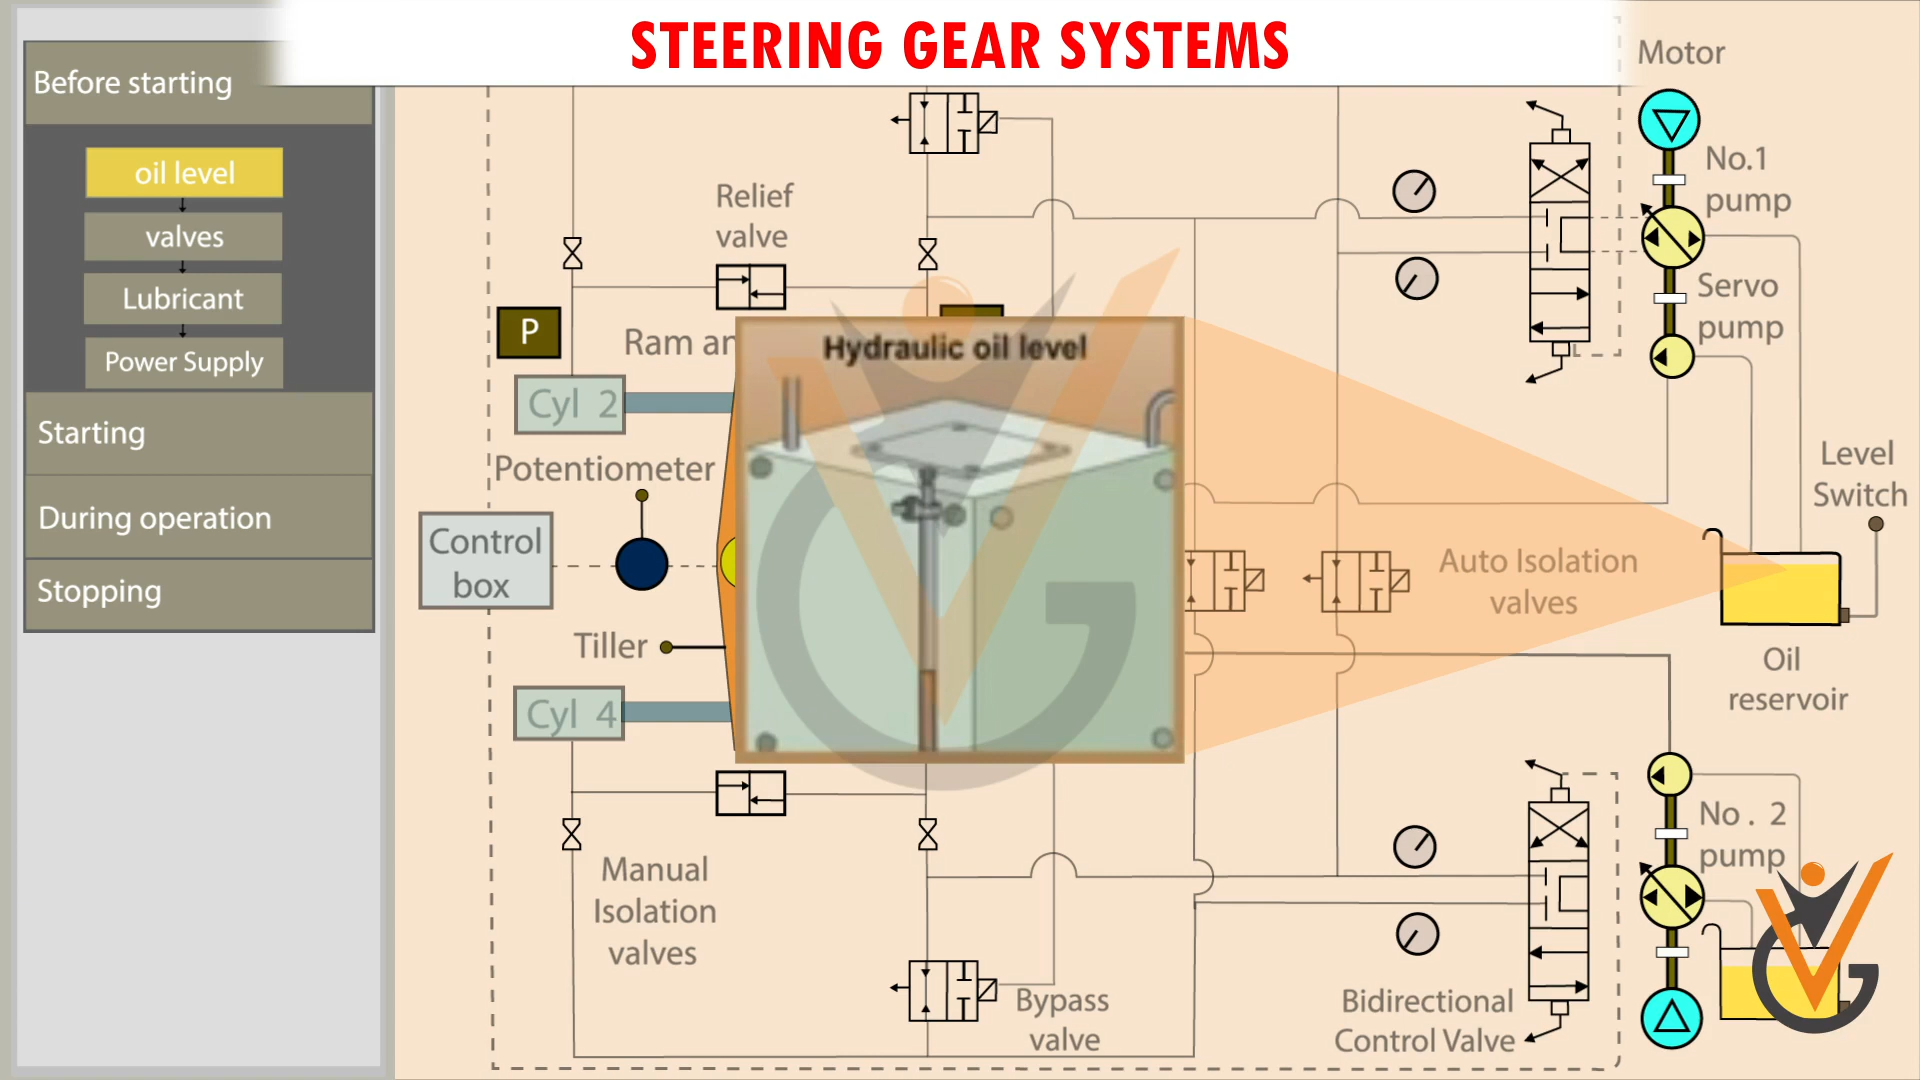 STEERING GEAR SYSTEMS
Before starting
oil level
valves
Lubricant
Power Supply
Starting
During operation
Stopping
Motor
No.1
pump
Servo
pump
Relief
valve
P
Ram an
Hydraulic oil level
Cyl 2
Potentiometer
Control
box
Tiller
Cyl 4
Level
Switch
Auto Isolation
valves
Oil
reservoir
Manual
Isolation
valves
No . 2
pump
Bypass
valve
Bidirectional
Control Valve